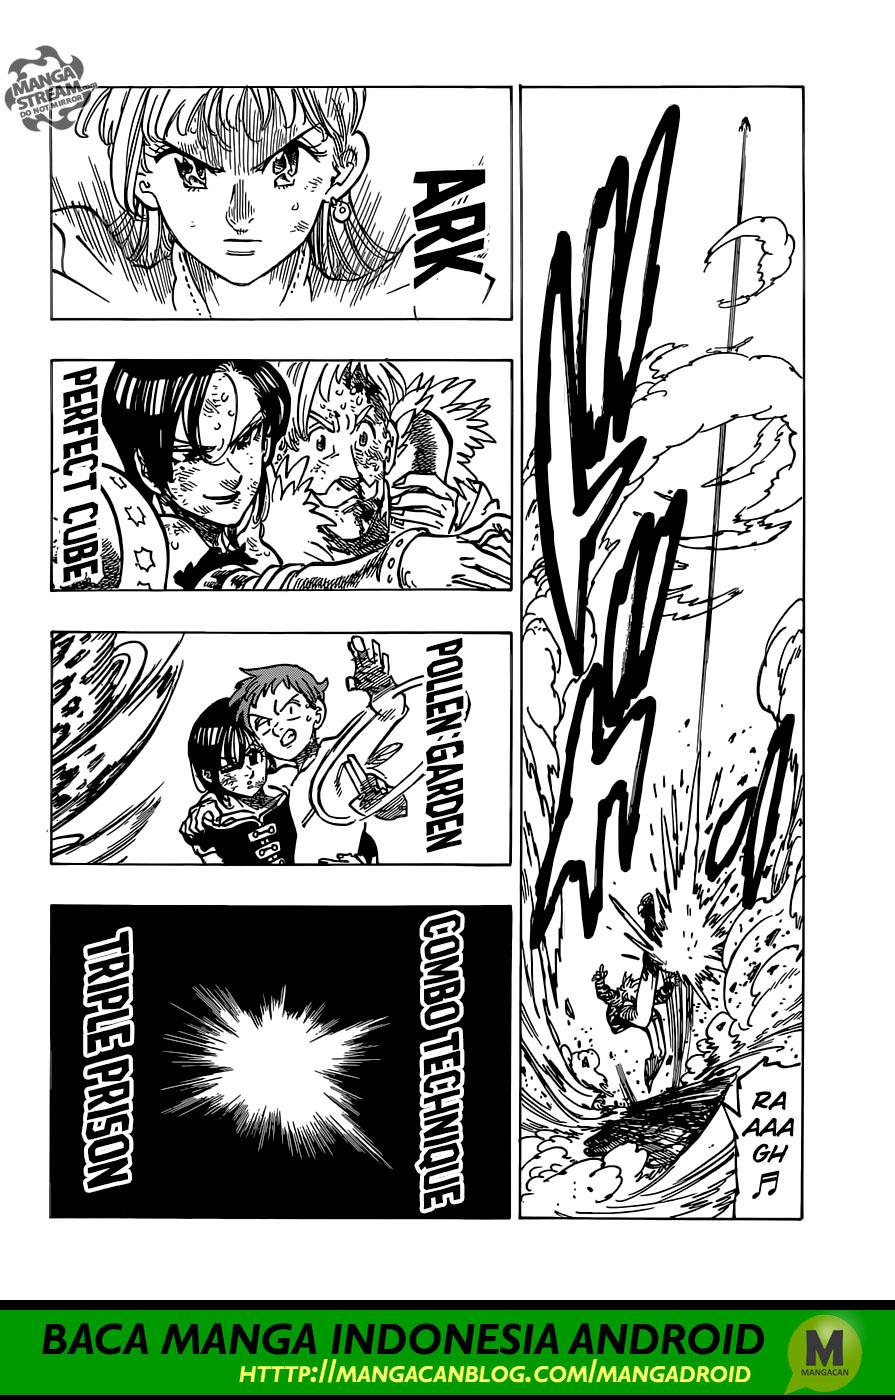 MANGA
STREAM.com
DO NOT MIRROR
RA
AAA
GH
ARK
PERFECT CUBE
POLLEN GARDEN
COMBO TECHNIQUE
TRIPLE PRISON
BACA MANGA INDONESIA ANDROID
HTTTP://MANGACANBLOG.COM/MANGADROID
M
MANGACAN